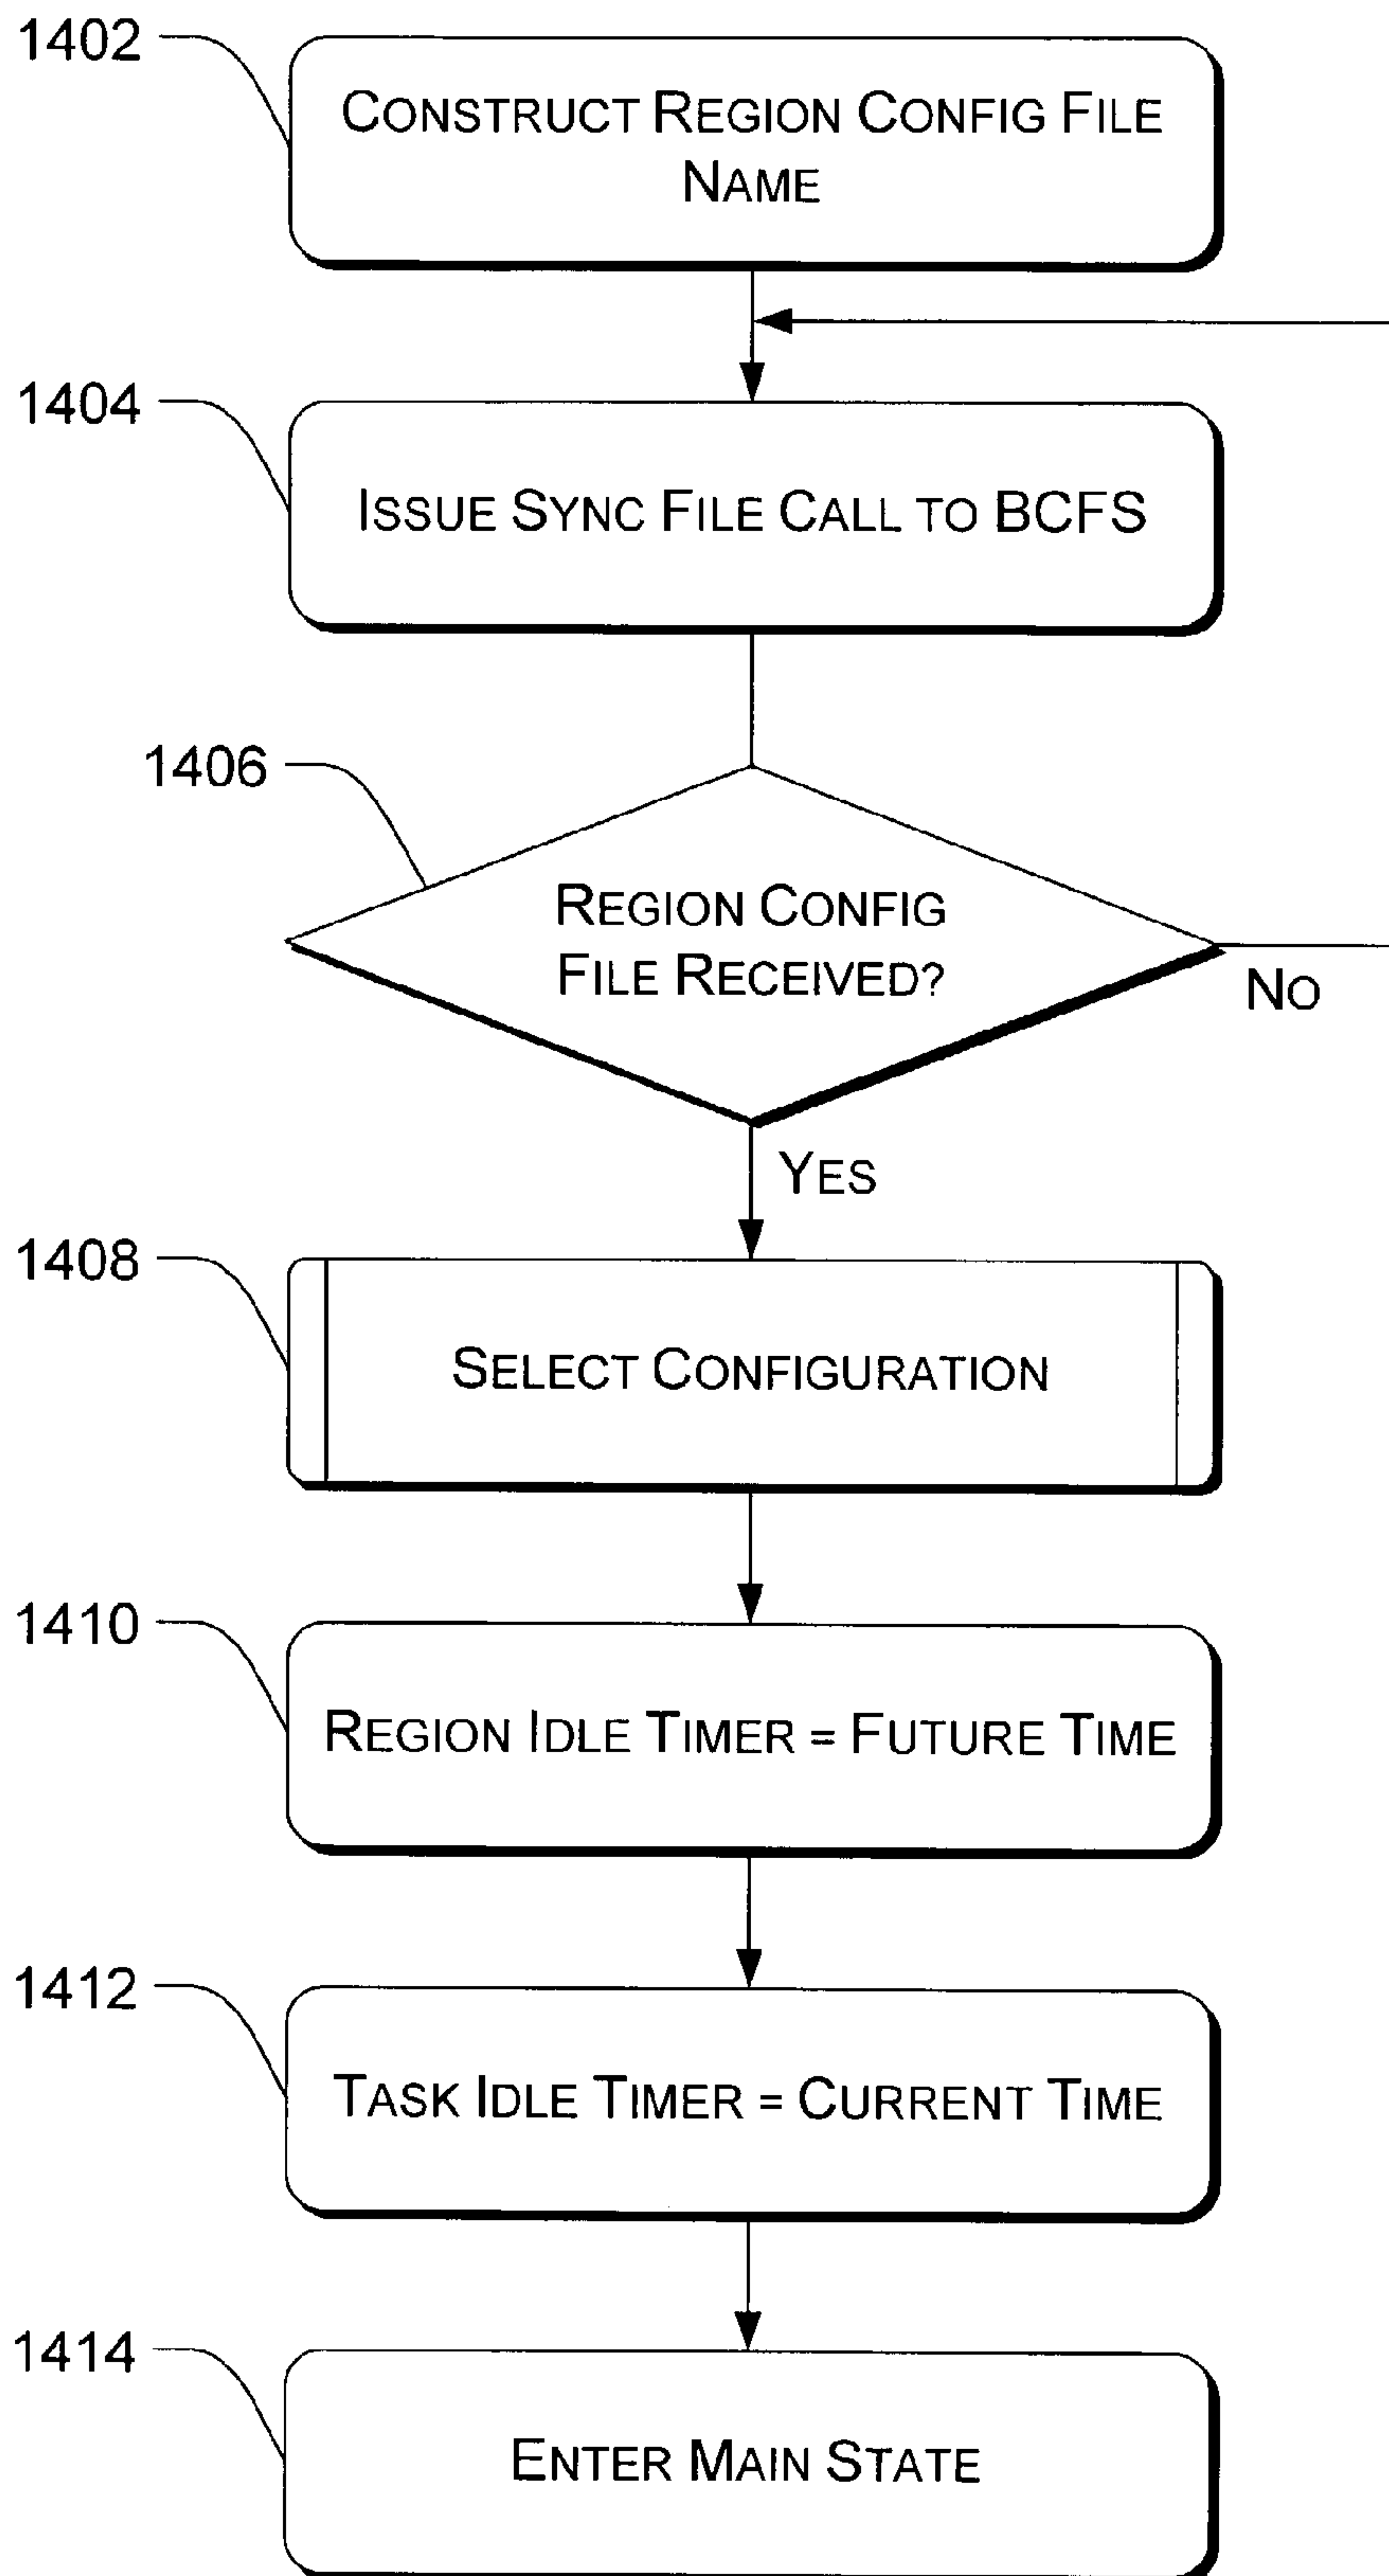 1402
CONSTRUCT REGION CONFIG FILE
NAME
1404
ISSUE SYNC FILE CALL TO BCFS
1406
REGION CONFIG
FILE RECEIVED?
NO
YES
1408
SELECT CONFIGURATION
1410
REGION IDLE TIMER = FUTURE TIME
1412
TASK IDLE TIMER = CURRENT TIME
1414
ENTER MAIN STATE